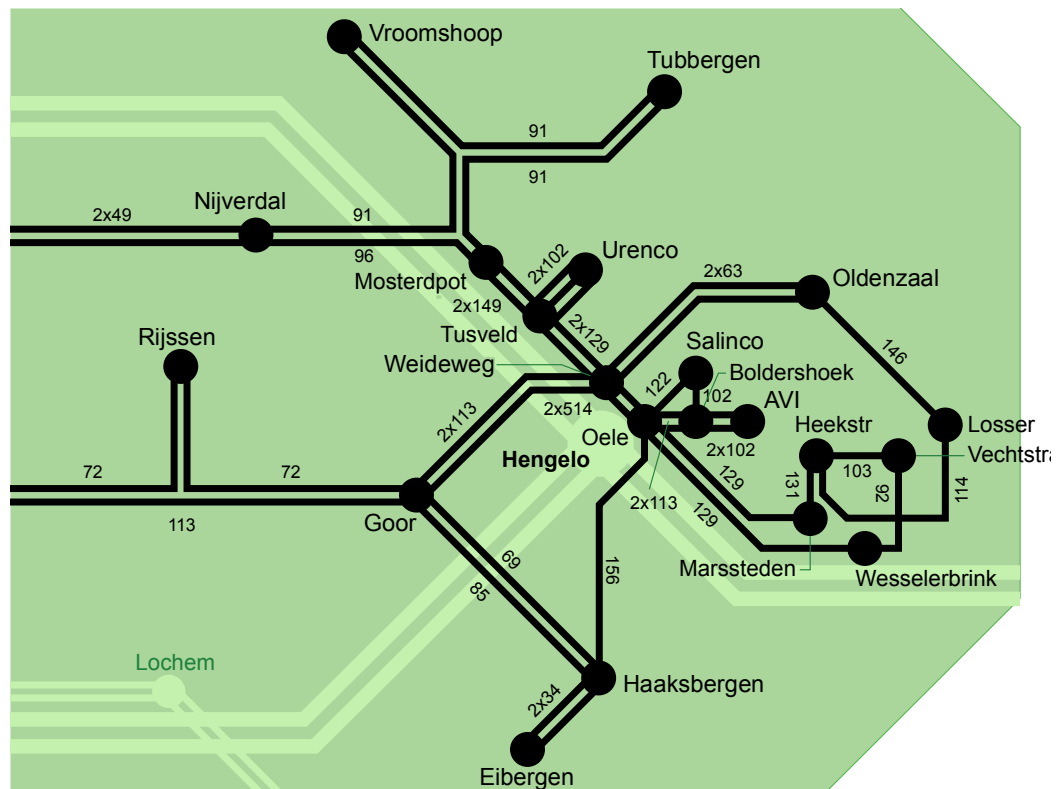 Vroomshoop
Tubbergen
91
91
Nijverdal
2x49
91
96
Mosterdpot
2x102
Urenco
2x149
Tusveld
2x129
2x63
Oldenzaal
Rijssen
Weideweg
Salinco
146
122
Boldershoek
102
AVI
2x113
2x514
Oele
Heekstr
Losser
Hengelo
2x102
103
Vechtstra
72
72
113
Goor
2x113
129
131
92
114
129
Marssteden
Wesselerbrink
69
85
156
Lochem
Haaksbergen
2x34
Eibergen